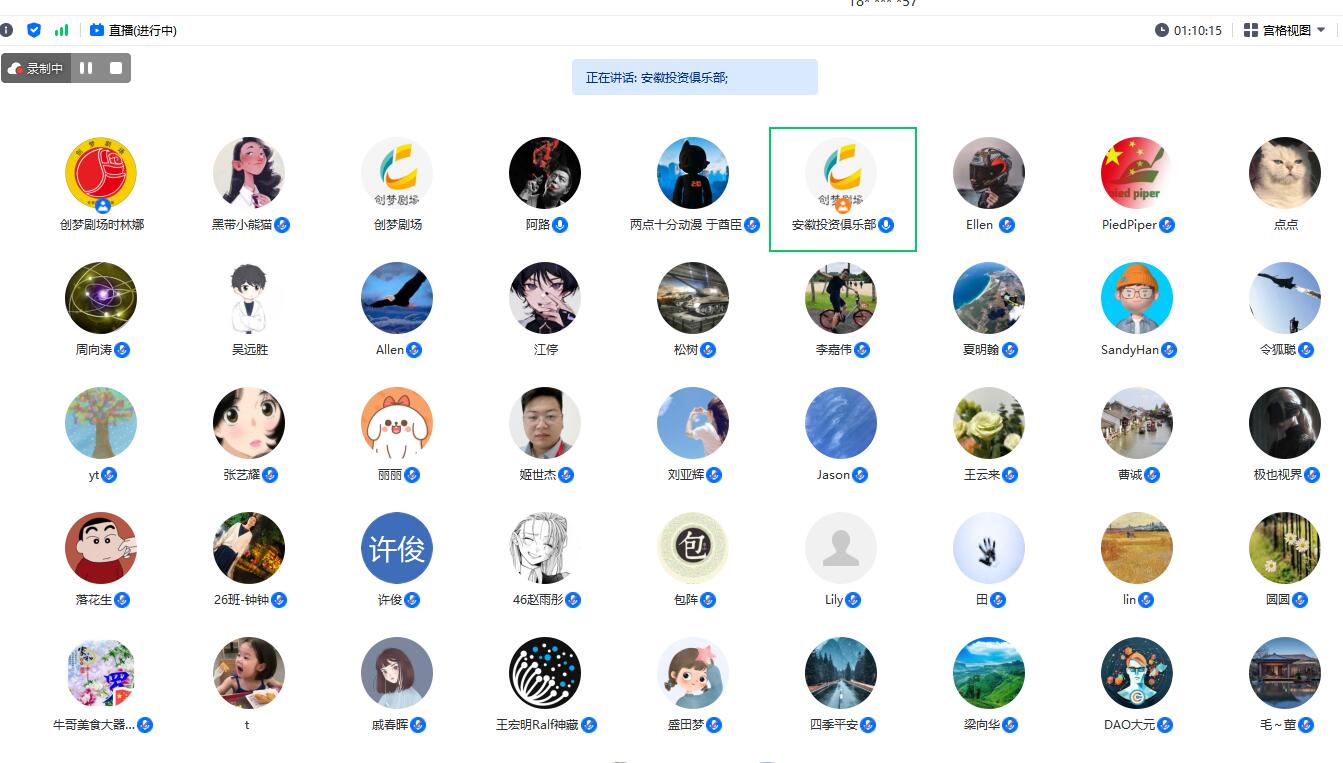 18* *** *57
直播(进行中)
01:10:15
宫格视图
录制中
正在讲话: 安徽投资俱乐部;
创梦剧场
创梦剧场
创梦剧场
pied piper
创梦剧场时林娜
黑带小能猫
创梦剧场
阿路
两点十分动漫 于酋臣
安徽投资俱乐部
Ellen
PiedPiper
点点
周向涛
吴远胜
Allen
江停
松树
李嘉伟
夏明翰
SandyHan
令狐聪
yt
张艺耀
丽丽
姬世杰
刘亚辉
Jason
王云来
曹诚
极也视界
许俊
包
落花生
26班-钟钟
许俊
46赵雨彤
包阵
Lily
田
lin
圆圆
牛哥美食大器...
t
戚春晖
王宏明Ralf神藏
盛田梦
四季平安
梁向华
DAO大元
毛~董